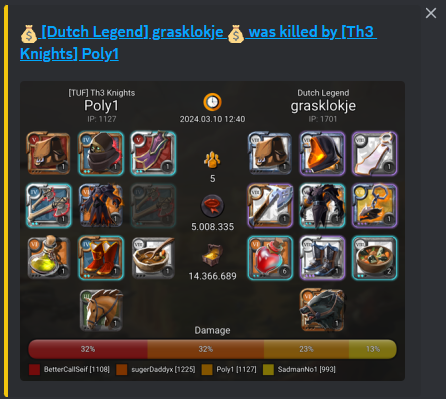 💰 [Dutch Legend] grasklokje 💰 was killed by [Th3
Knights] Poly1
[TUF] Th3 Knights
Poly1
IP: 1127
2024.03.10 12:40
Dutch Legend
grasklokje
IP: 1701
5
5.008.335
14.366.689
Damage
32% 32% 23% 13%
BetterCallSeif [1108] sugerDaddyx [1225] Poly1 [1127] SadmanNo1 [993]